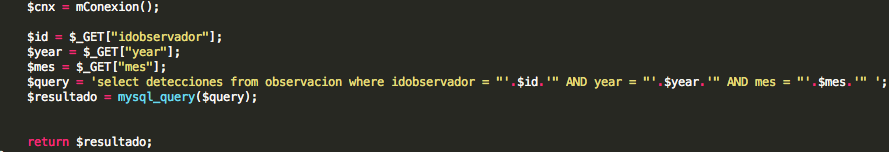 $cnx = mConexion();
$id = $_GET["idobservador"];
$year = $_GET["year"];
$mes = $_GET["mes"];
$query = 'select detecciones from observacion where idobservador = "'.$id.'" AND year = "'.$year.'" AND mes = "'.$mes.'" ';
$resultado = mysql_query($query);
return $resultado;